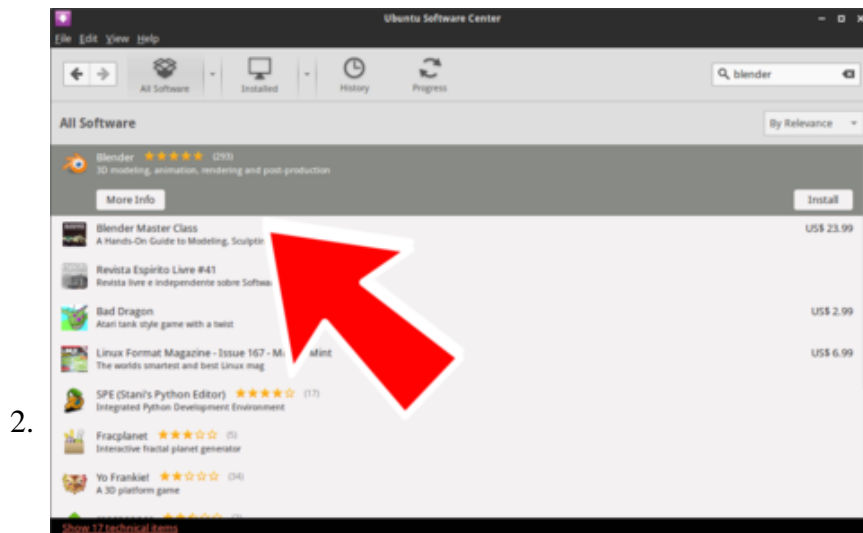 Ubuntu Software Center
File Edit View Help
All Software Installed History Progress
blender
All Software
By Relevance
Blender (293)
3D modeling, animation, rendering and post-production
More Info
Install
Blender Master Class
US$ 23.99
A Hands-On Guide to Modeling,
Revista Espirito Livre #41
Revista livre e independente sobre
Bad Dragon
US$ 2.99
Atari tank style game with a twist
Linux Format Magazine - Issue 167 -
US$ 6.99
The worlds smartest and best Linux mag
SPE (Stani's Python Editor) (17)
Integrated Python Development Environment
2.
Fracplanet (5)
Interactive fractal planet generator
Yo Frankie! (34)
A 3D platform game
Show 17 technical items